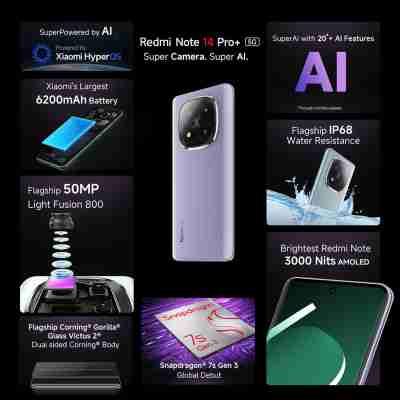 SuperPowered by AI
Powered by
Xiaomi HyperOS
Xiaomi's Largest
6200mAh Battery
Flagship 50MP
Light Fusion 800
Flagship Corning® Gorilla®
Glass Victus 2®
Dual sided Corning® Body
Redmi Note 14 Pro+ 5G
Super Camera. Super AI.
Redmi
Snapdragon
7s
Gen 3
Snapdragon® 7s Gen 3
Global Debut
SuperAi with 20*+ AI Features
AI
Flagship IP68
Water Resistance
Brightest Redmi Note
3000 Nits AMOLED